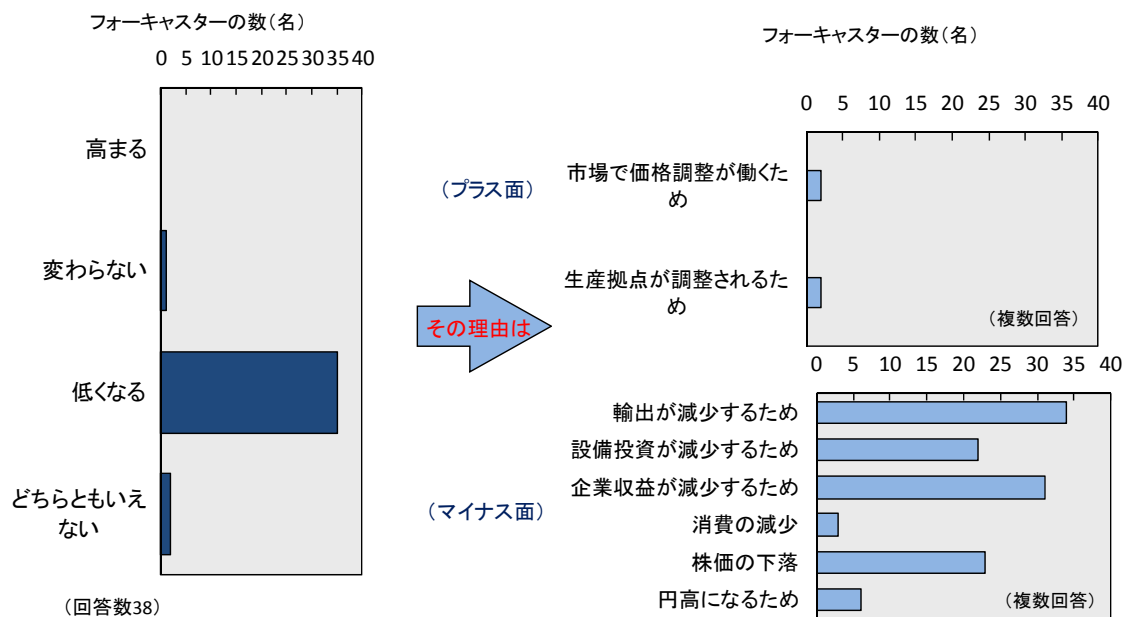 フォーキャスターの数（名）
0 5 10 15 20 25 30 35 40
高まる
変わらない
低くなる
どちらともいえ
ない
（回答数38）
その理由は
フォーキャスターの数（名）
0 5 10 15 20 25 30 35 40
（プラス面）
市場で価格調整が働くた
め
生産拠点が調整されるた
め
（複数回答）
0 5 10 15 20 25 30 35 40
（マイナス面）
輸出が減少するため
設備投資が減少するため
企業収益が減少するため
消費の減少
株価の下落
円高になるため
（複数回答）